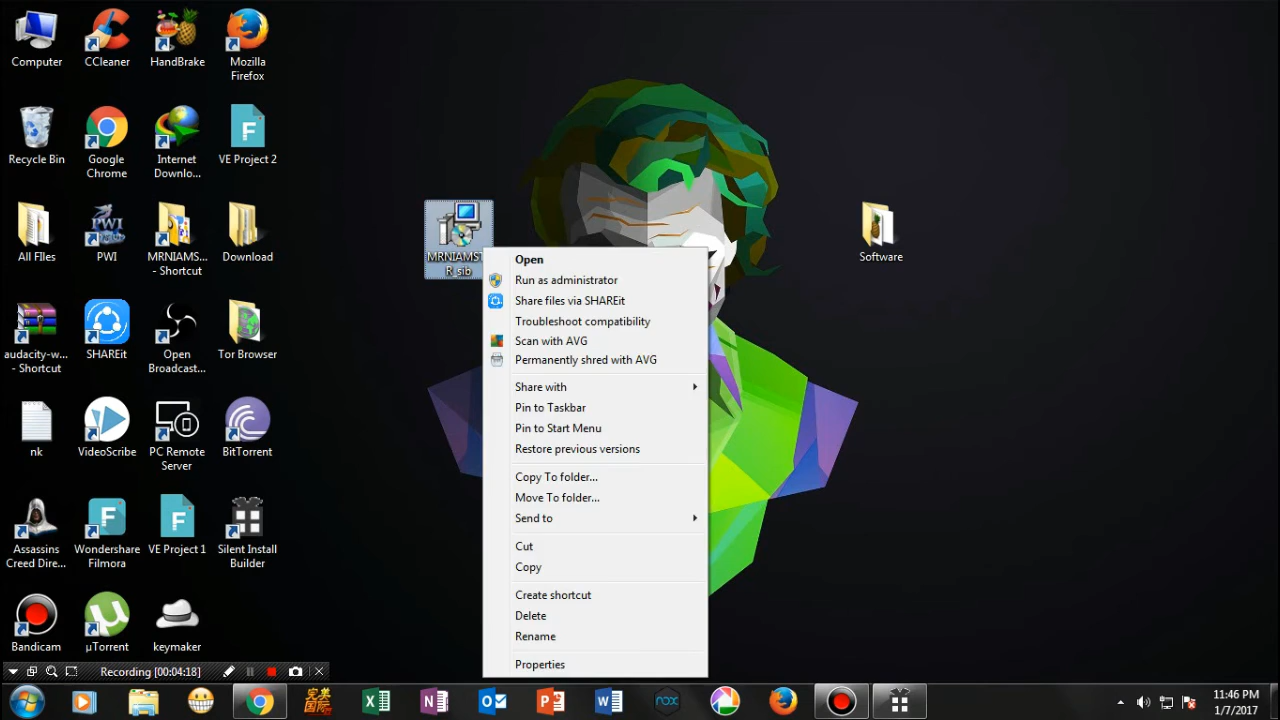 Computer
CCleaner
HandBrake
Mozilla
Firefox
Recycle Bin
Google
Chrome
Internet
Downlo...
VE Project 2
All FIles
PWI
PWI
MRNIAMS...
- Shortcut
Download
audacity-w...
- Shortcut
SHAREit
Open
Broadcast...
Tor Browser
nk
VideoScribe
PC Remote
Server
BitTorrent
Assassins
Creed Dire...
Wondershare
Filmora
VE Project 1
Silent Install
Builder
Bandicam
µTorrent
keymaker
MRNIAMST
R_sib
Software
Open
Run as administrator
Share files via SHAREit
Troubleshoot compatibility
Scan with AVG
Permanently shred with AVG
Share with
Pin to Taskbar
Pin to Start Menu
Restore previous versions
Copy To folder...
Move To folder...
Send to
Cut
Copy
Create shortcut
Delete
Rename
Properties
Recording [00:04:18]
nox
11:46 PM
1/7/2017